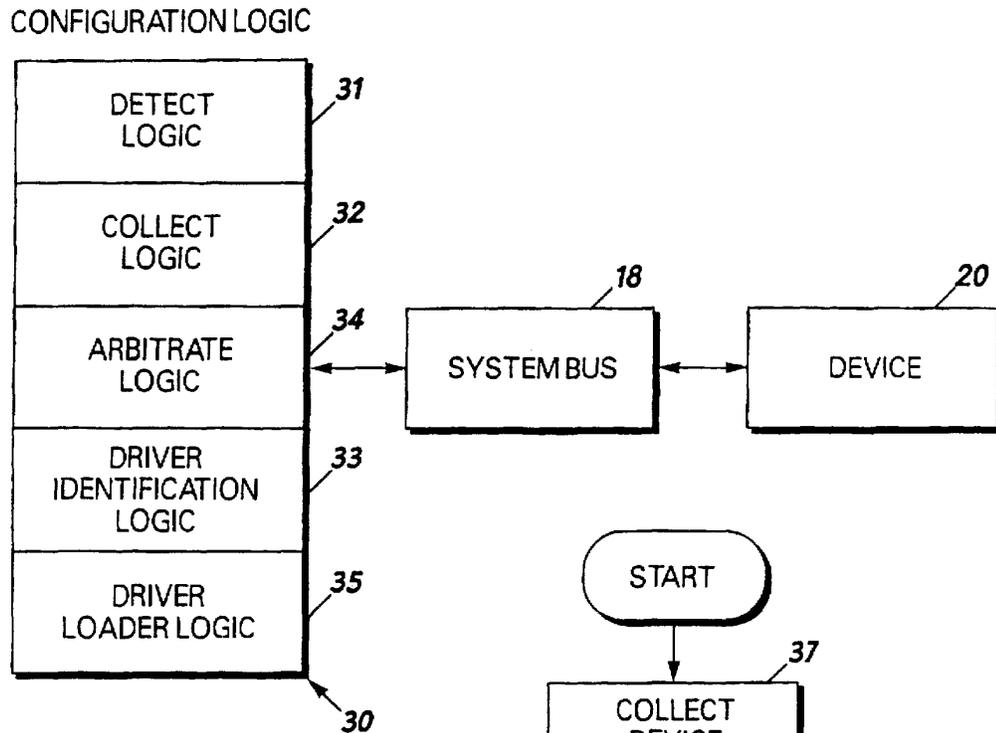 CONFIGURATION LOGIC
DETECT
LOGIC
31
COLLECT
LOGIC
32
ARBITRATE
LOGIC
34
DRIVER
IDENTIFICATION
LOGIC
33
DRIVER
LOADER LOGIC
35
30
SYSTEM BUS
18
DEVICE
20
START
37
COLLECT
DEVICE